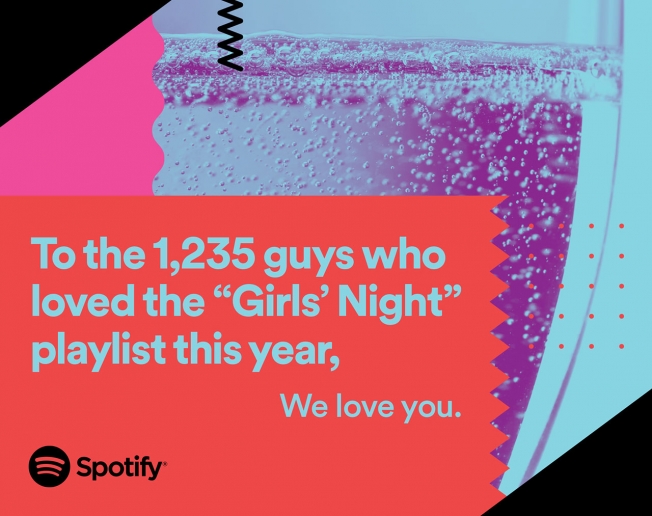 To the 1,235 guys who
loved the “Girls’ Night”
playlist this year,
We love you.
Spotify®